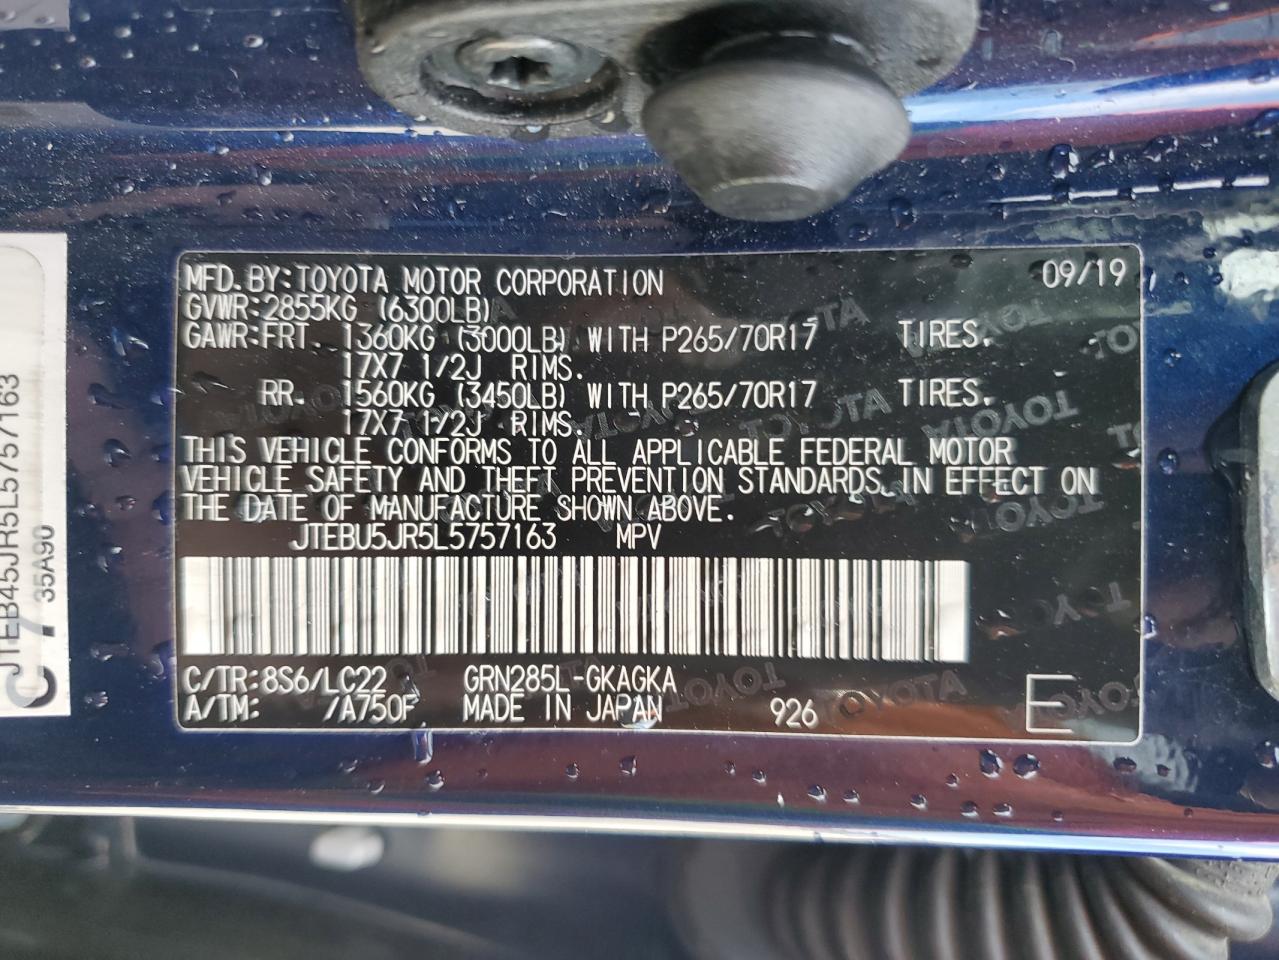 MFD.BY:TOYOTA MOTOR CORPORATION 09/19
GVWR:2855KG (6300LB)
GAWR:FRT. 1360KG (3000LB) WITH P265/70R17 TIRES.
17X7 1/2J RIMS.
RR. 1560KG (3450LB) WITH P265/70R17 TIRES.
17X7 1/2J RIMS.
THIS VEHICLE CONFORMS TO ALL APPLICABLE FEDERAL MOTOR
VEHICLE SAFETY AND THEFT PREVENTION STANDARDS IN EFFECT ON
THE DATE OF MANUFACTURE SHOWN ABOVE.
JTEBU5JR5L5757163 MPV
C/TR:8S6/LC22 GRN285L-GKAGKA
A/TM: /A750F MADE IN JAPAN 926 E
35A90